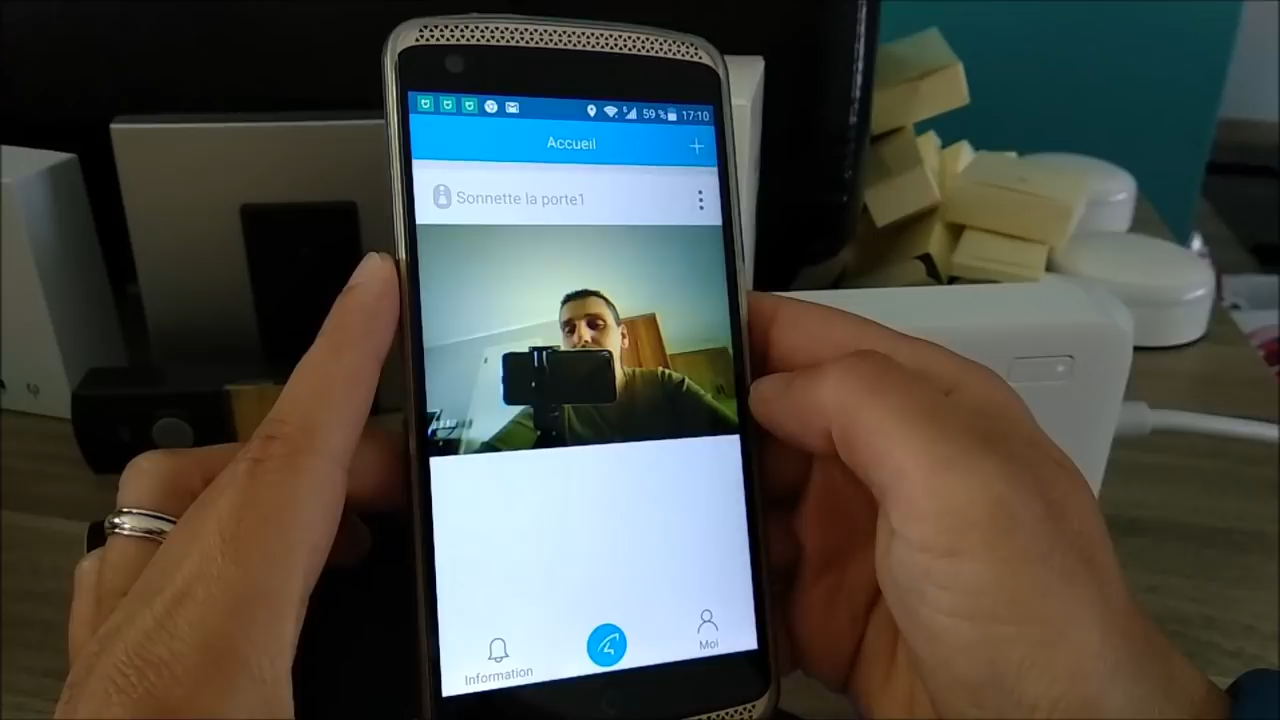 59 % 17:10
Accueil
Sonnette la porte1
Information
Moi